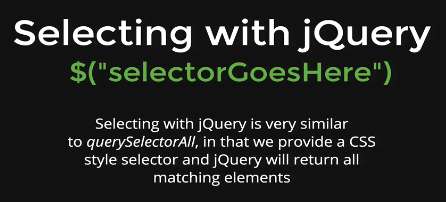 Selecting with jQuery
$("selectorGoesHere")
Selecting with jQuery is very similar
to querySelectorAll, in that we provide a CSS
style selector and jQuery will return all
matching elements